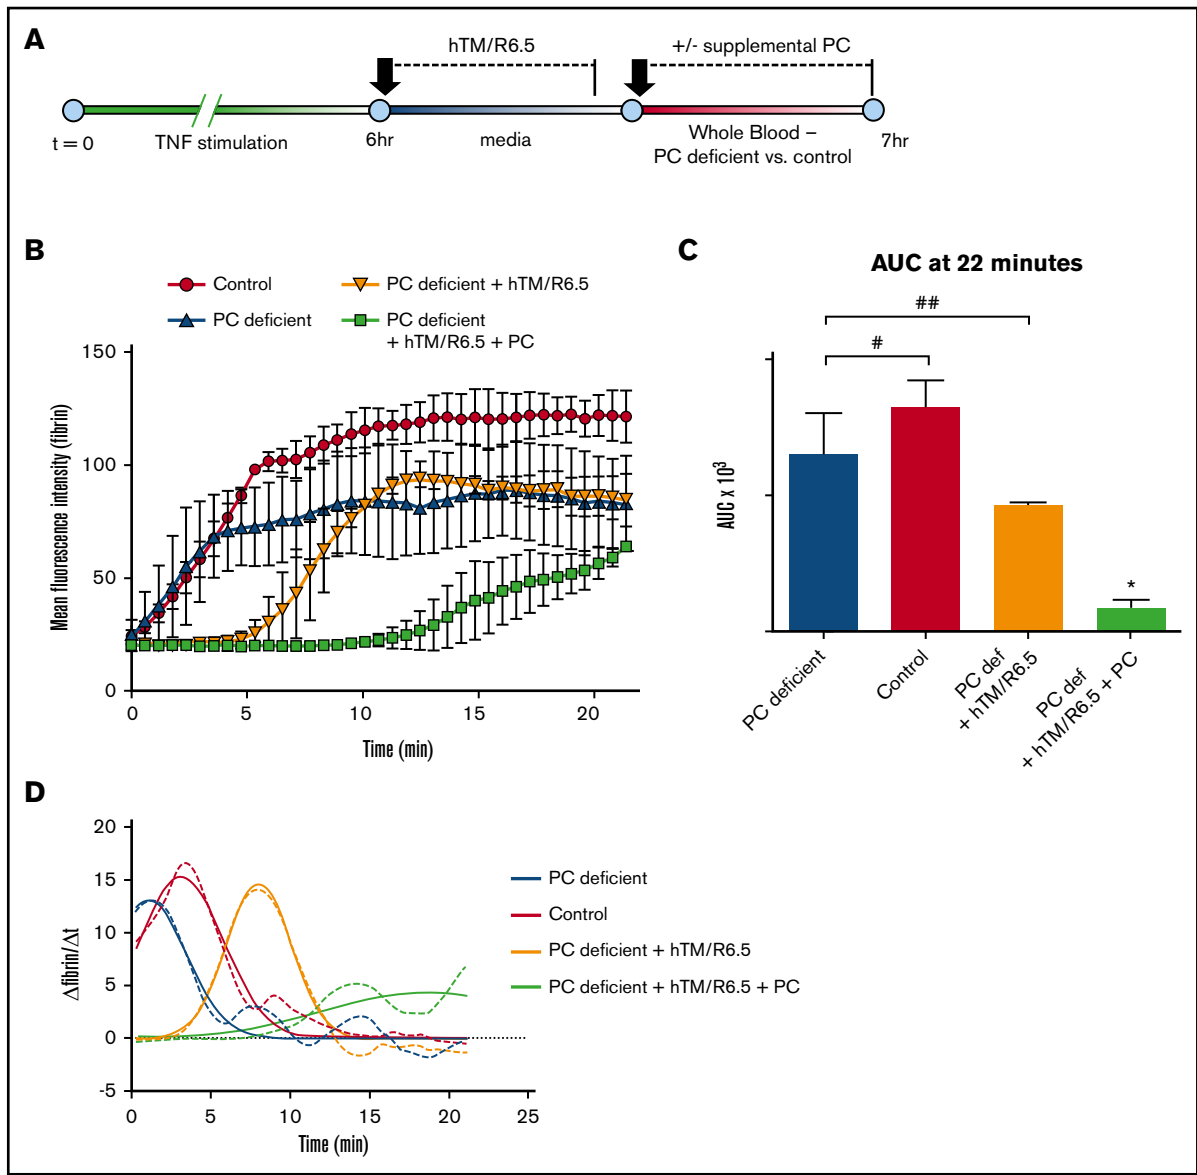 A
hTM/R6.5
+/- supplemental PC
t = 0
TNF stimulation
6hr
media
Whole Blood –
PC deficient vs. control
7hr
B
Control
PC deficient
PC deficient + hTM/R6.5
PC deficient
+ hTM/R6.5 + PC
Mean fluorescence intensity (fibrin)
150
100
50
0
0
5
10
15
20
Time (min)
C
AUC at 22 minutes
##
#
*
AUC x 10³
PC deficient
Control
PC def
+ hTM/R6.5
PC def
+ hTM/R6.5 + PC
D
Δfibrin/Δt
20
15
10
5
0
-5
0
5
10
15
20
25
Time (min)
PC deficient
Control
PC deficient + hTM/R6.5
PC deficient + hTM/R6.5 + PC